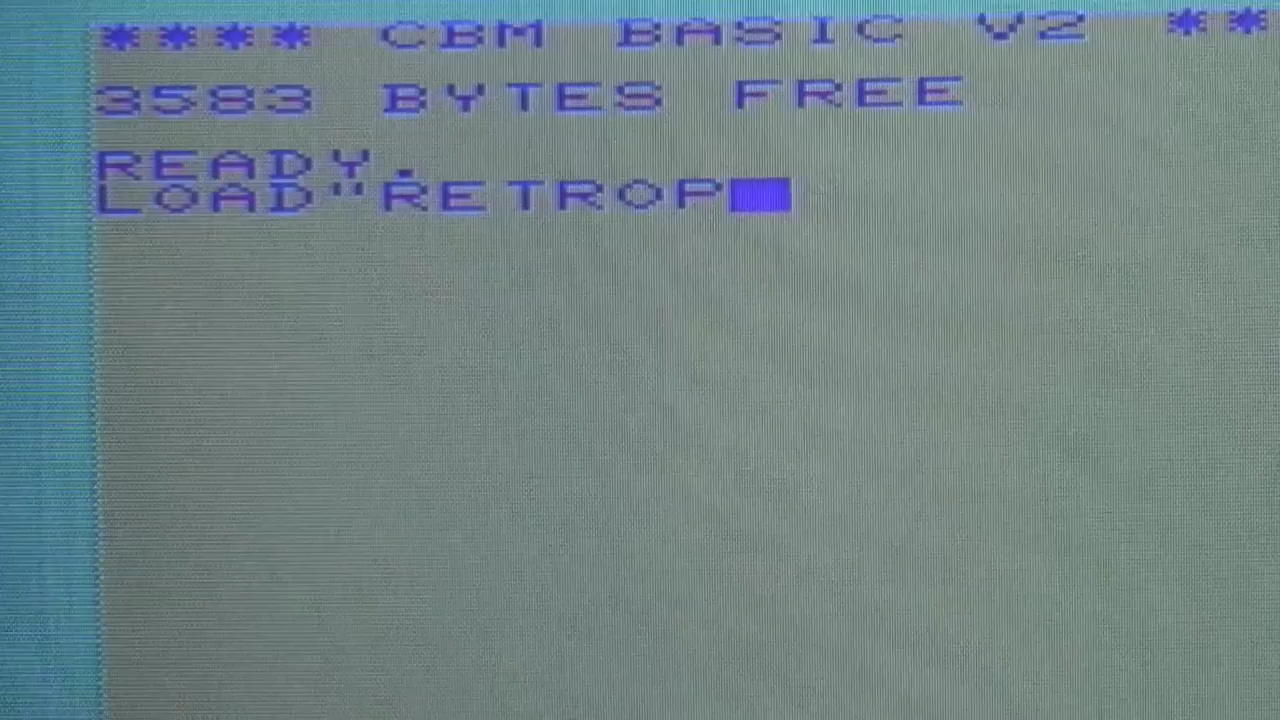 **** CBM BASIC V2 **
3583 BYTES FREE
READY.
LOAD"RETROP